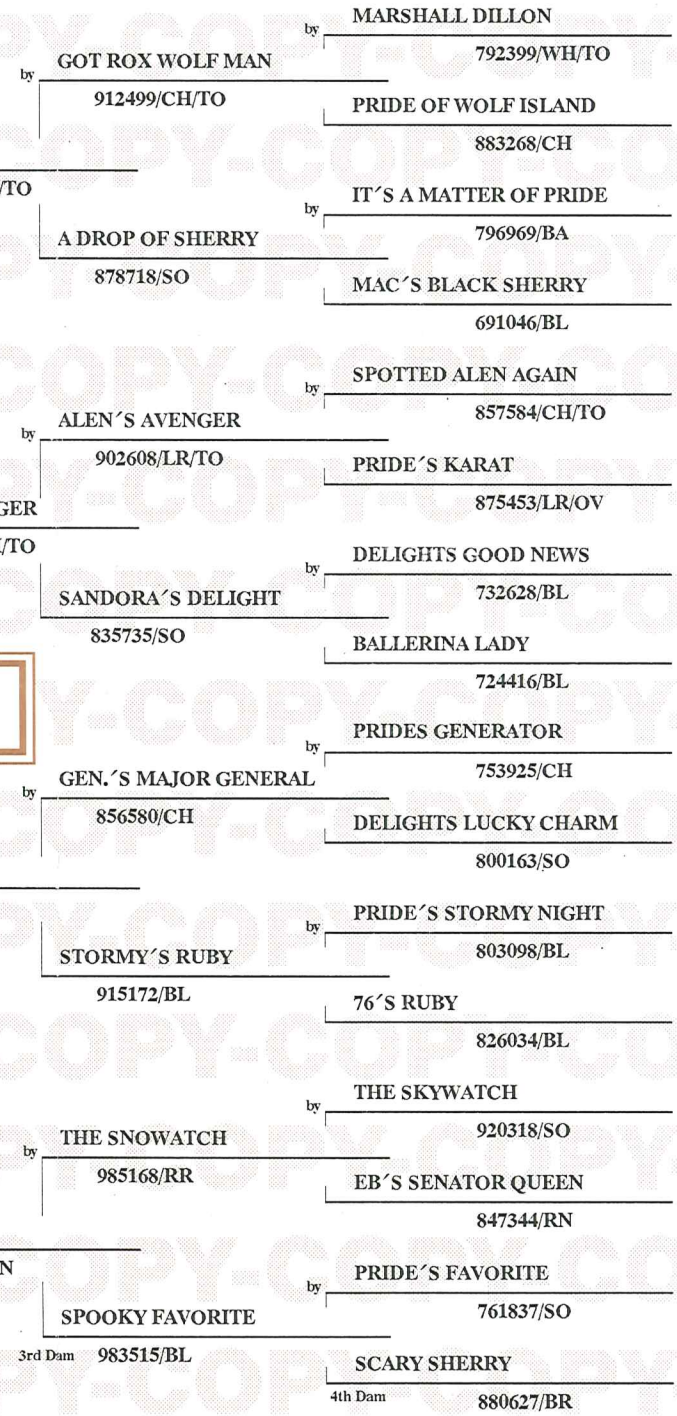 MARSHALL DILLON
by
792399/WH/TO
GOT ROX WOLF MAN
by
912499/CH/TO
PRIDE OF WOLF ISLAND
883268/CH
/TO
IT´S A MATTER OF PRIDE
by
796969/BA
A DROP OF SHERRY
878718/SO
MAC´S BLACK SHERRY
691046/BL
SPOTTED ALEN AGAIN
by
857584/CH/TO
ALEN´S AVENGER
by
902608/LR/TO
PRIDE´S KARAT
875453/LR/OV
GER
/TO
DELIGHTS GOOD NEWS
by
732628/BL
SANDORA´S DELIGHT
835735/SO
BALLERINA LADY
724416/BL
PRIDES GENERATOR
by
753925/CH
GEN.´S MAJOR GENERAL
by
856580/CH
DELIGHTS LUCKY CHARM
800163/SO
PRIDE´S STORMY NIGHT
by
803098/BL
STORMY´S RUBY
915172/BL
76´S RUBY
826034/BL
THE SKYWATCH
by
920318/SO
THE SNOWATCH
by
985168/RR
EB´S SENATOR QUEEN
847344/RN
N
PRIDE´S FAVORITE
by
761837/SO
SPOOKY FAVORITE
3rd Dam 983515/BL
SCARY SHERRY
4th Dam
880627/BR
COPY-COPY-COPY